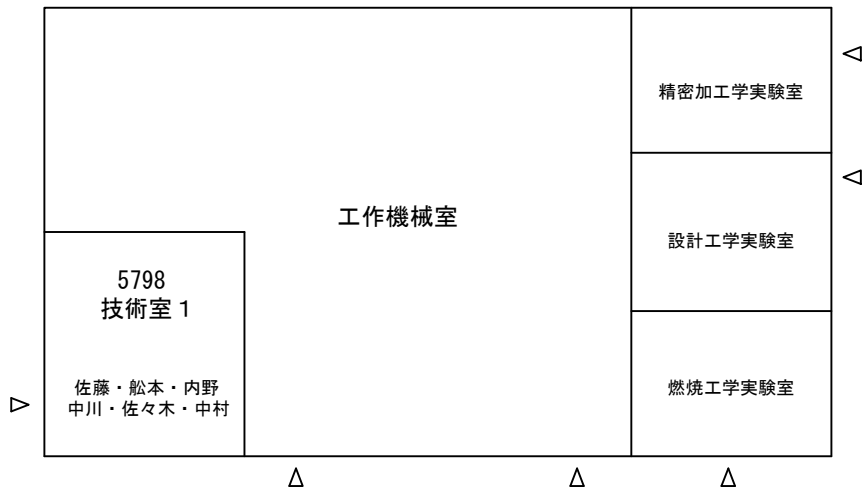 精密加工学実験室
工作機械室
設計工学実験室
5798
技術室1
佐藤・舩本・内野
中川・佐々木・中村
燃焼工学実験室